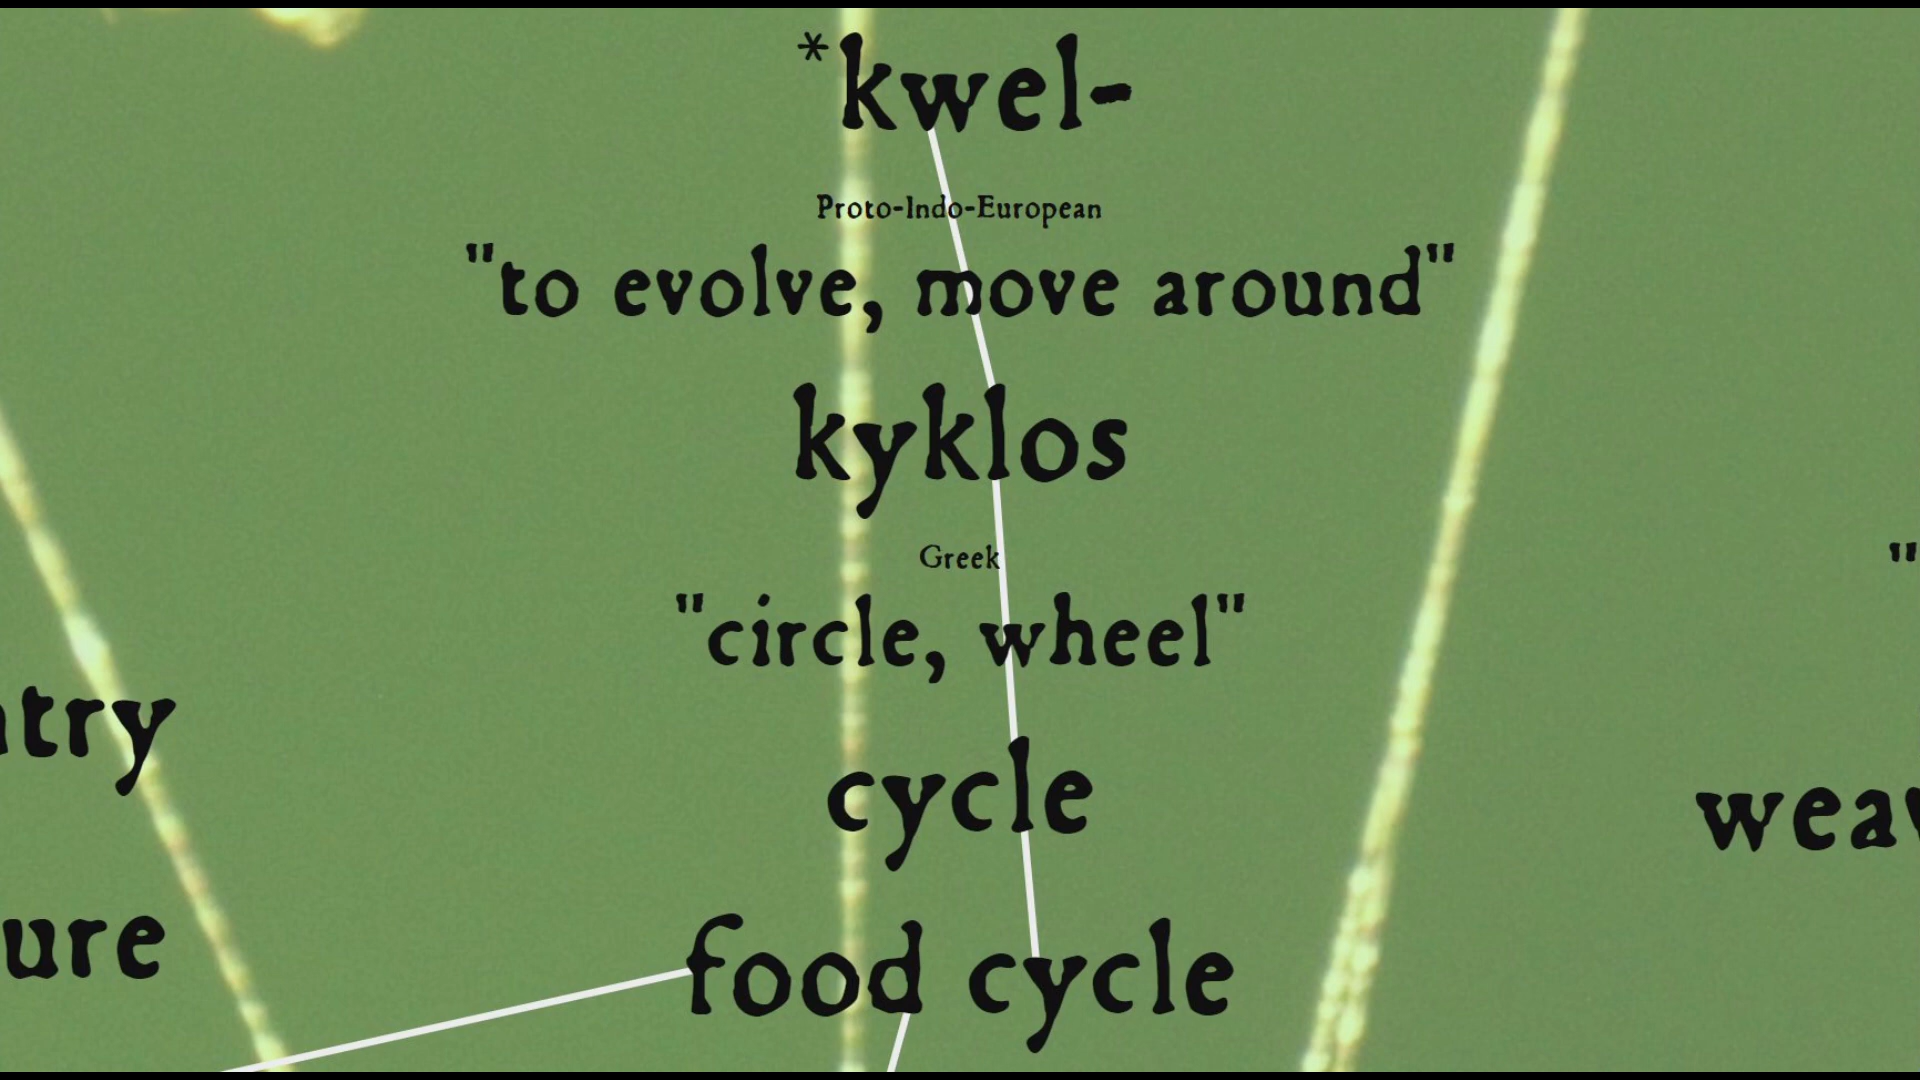 *kwel-
Proto-Indo-European
"to evolve, move around"
kyklos
Greek
"circle, wheel"
cycle
food cycle